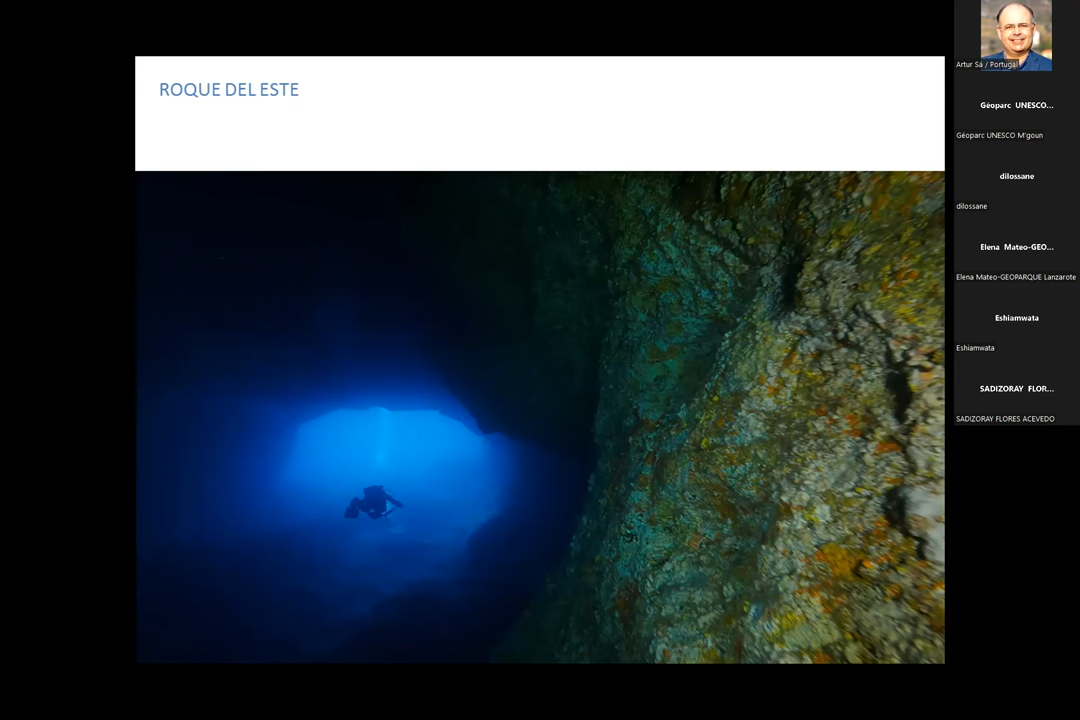 ROQUE DEL ESTE
Artur Sá / Portugal
Géoparc UNESCO...
Géoparc UNESCO M'goun
dilossane
dilossane
Elena Mateo-GEO...
Elena Mateo-GEOPARQUE Lanzarote
Eshiamwata
Eshiamwata
SADIZORAY FLOR...
SADIZORAY FLORES ACEVEDO